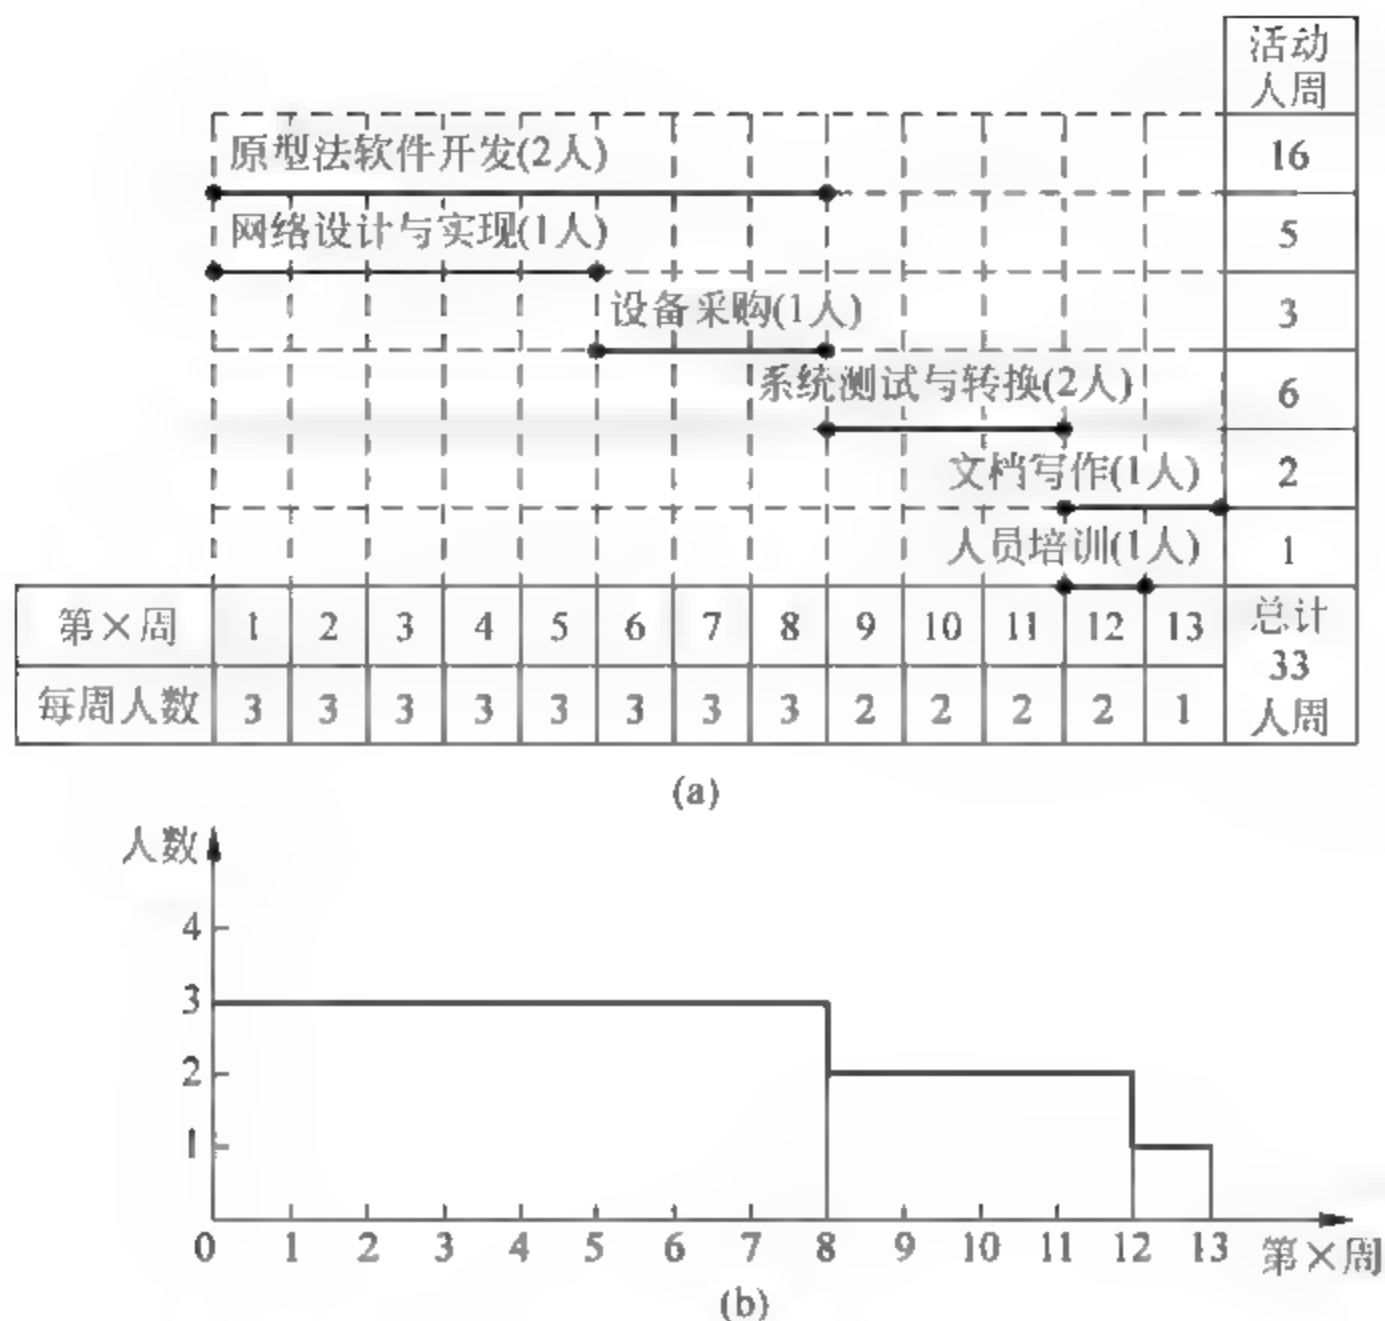 活动
人周
原型法软件开发(2人)
16
网络设计与实现(1人)
5
设备采购(1人)
3
系统测试与转换(2人)
6
文档写作(1人)
2
人员培训(1人)
1
第×周 1 2 3 4 5 6 7 8 9 10 11 12 13
每周人数 3 3 3 3 3 3 3 3 2 2 2 2 1
总计
33
人周
(a)
人数
4
3
2
1
0 1 2 3 4 5 6 7 8 9 10 11 12 13 第×周
(b)